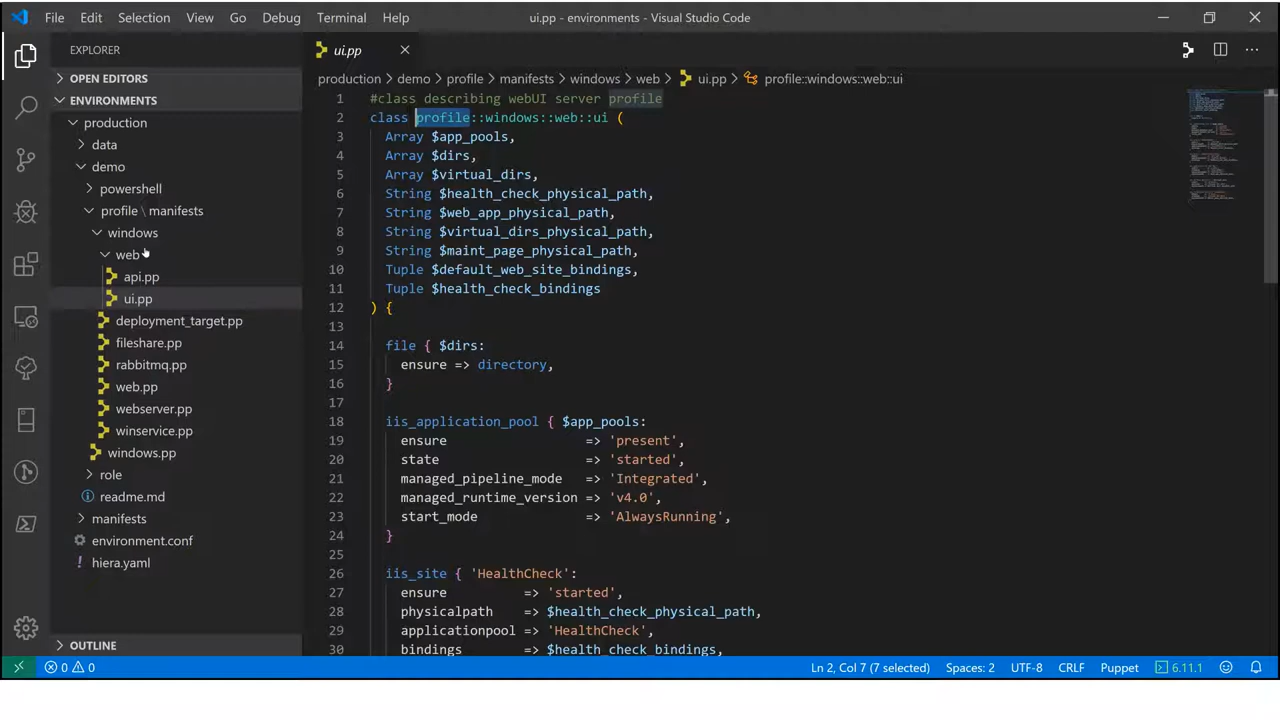 File Edit Selection View Go Debug Terminal Help ui.pp - environments - Visual Studio Code
EXPLORER
OPEN EDITORS
ENVIRONMENTS
production
data
demo
powershell
profile \ manifests
windows
web
api.pp
ui.pp
deployment_target.pp
fileshare.pp
rabbitmq.pp
web.pp
webserver.pp
winservice.pp
windows.pp
role
readme.md
manifests
environment.conf
! hiera.yaml
OUTLINE
ui.pp
production > demo > profile > manifests > windows > web > ui.pp > profile::windows::web::ui
1 #class describing webUI server profile
2 class profile::windows::web::ui (
3 Array $app_pools,
4 Array $dirs,
5 Array $virtual_dirs,
6 String $health_check_physical_path,
7 String $web_app_physical_path,
8 String $virtual_dirs_physical_path,
9 String $maint_page_physical_path,
10 Tuple $default_web_site_bindings,
11 Tuple $health_check_bindings
12 ) {
13
14 file { $dirs:
15 ensure => directory,
16 }
17
18 iis_application_pool { $app_pools:
19 ensure => 'present',
20 state => 'started',
21 managed_pipeline_mode => 'Integrated',
22 managed_runtime_version => 'v4.0',
23 start_mode => 'AlwaysRunning',
24 }
25
26 iis_site { 'HealthCheck':
27 ensure => 'started',
28 physicalpath => $health_check_physical_path,
29 applicationpool => 'HealthCheck',
30 bindings => $health_check_bindings,
0 0 Ln 2, Col 7 (7 selected) Spaces: 2 UTF-8 CRLF Puppet 6.11.1